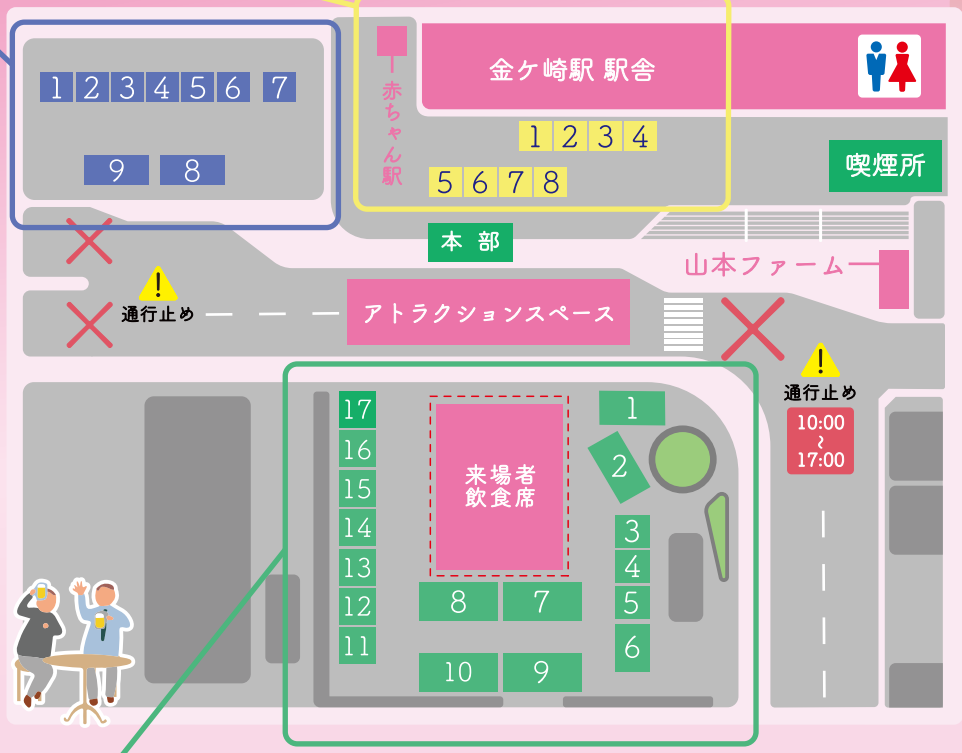 1 2 3 4 5 6 7
9 8
赤ちゃん駅
金ケ崎駅 駅舎
1 2 3 4
5 6 7 8
喫煙所
本 部
山本ファーム
通行止め
アトラクションスペース
通行止め
10:00
〜
17:00
17
16
15
14
13
12
11
来場者
飲食席
1
2
3
4
5
6
8 7
10 9